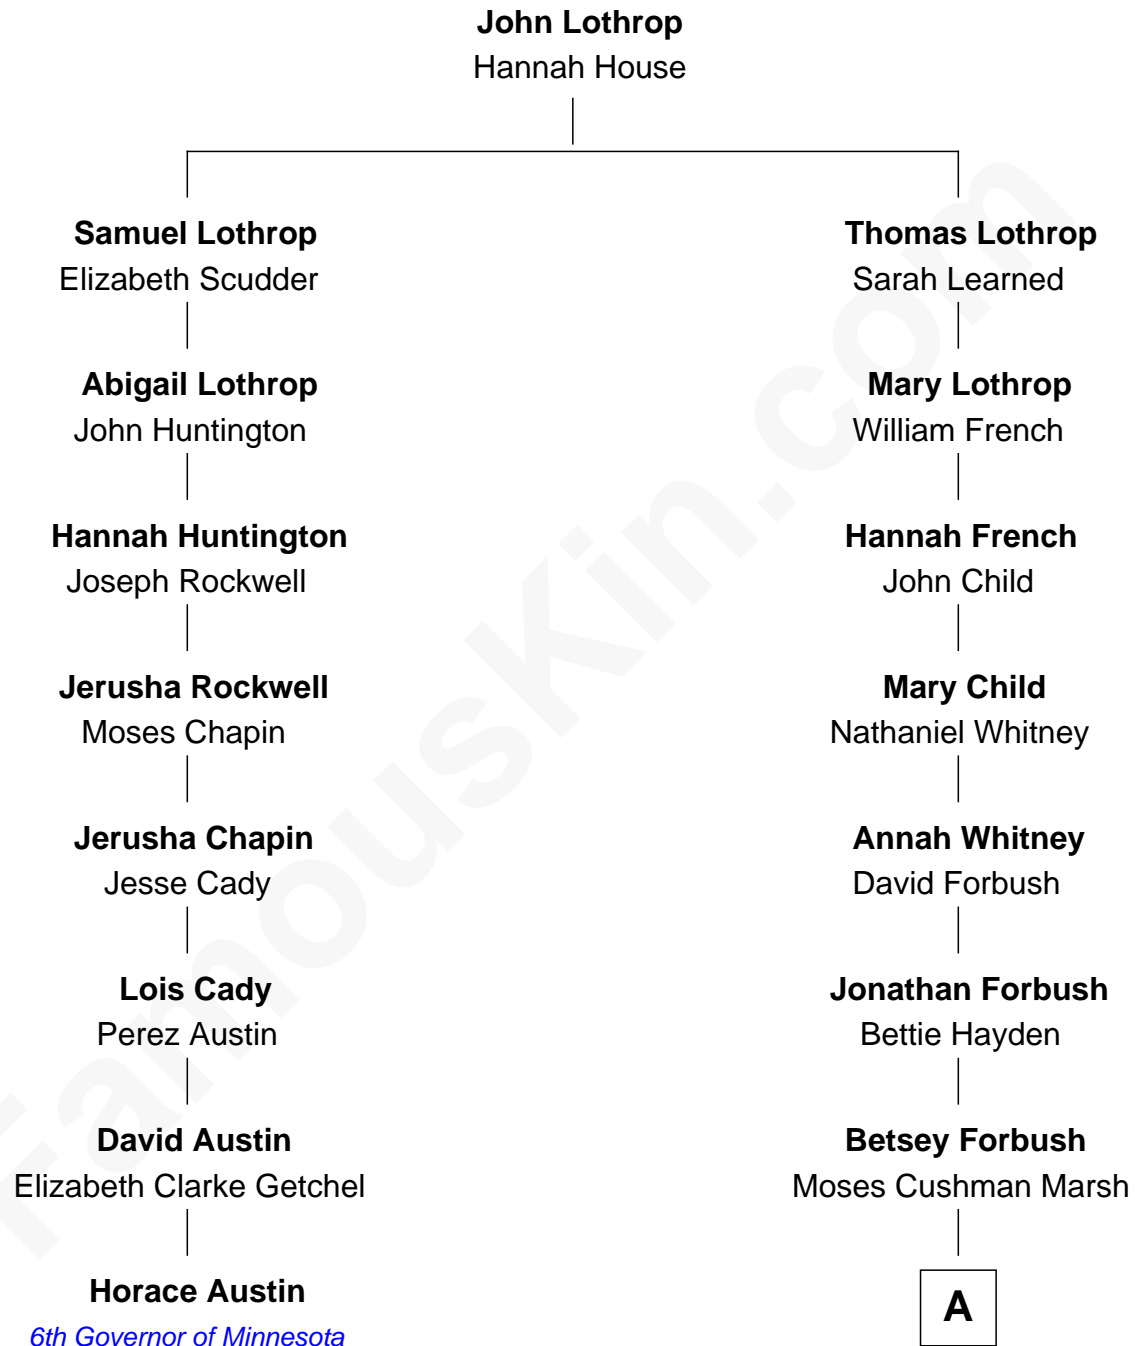 John Lothrop
Hannah House
Samuel Lothrop
Elizabeth Scudder
Thomas Lothrop
Sarah Learned
Abigail Lothrop
John Huntington
Mary Lothrop
William French
Hannah Huntington
Joseph Rockwell
Hannah French
John Child
Jerusha Rockwell
Moses Chapin
Mary Child
Nathaniel Whitney
Jerusha Chapin
Jesse Cady
Annah Whitney
David Forbush
Lois Cady
Perez Austin
Jonathan Forbush
Bettie Hayden
David Austin
Elizabeth Clarke Getchel
Betsey Forbush
Moses Cushman Marsh
Horace Austin
6th Governor of Minnesota
A
FamousKin.com